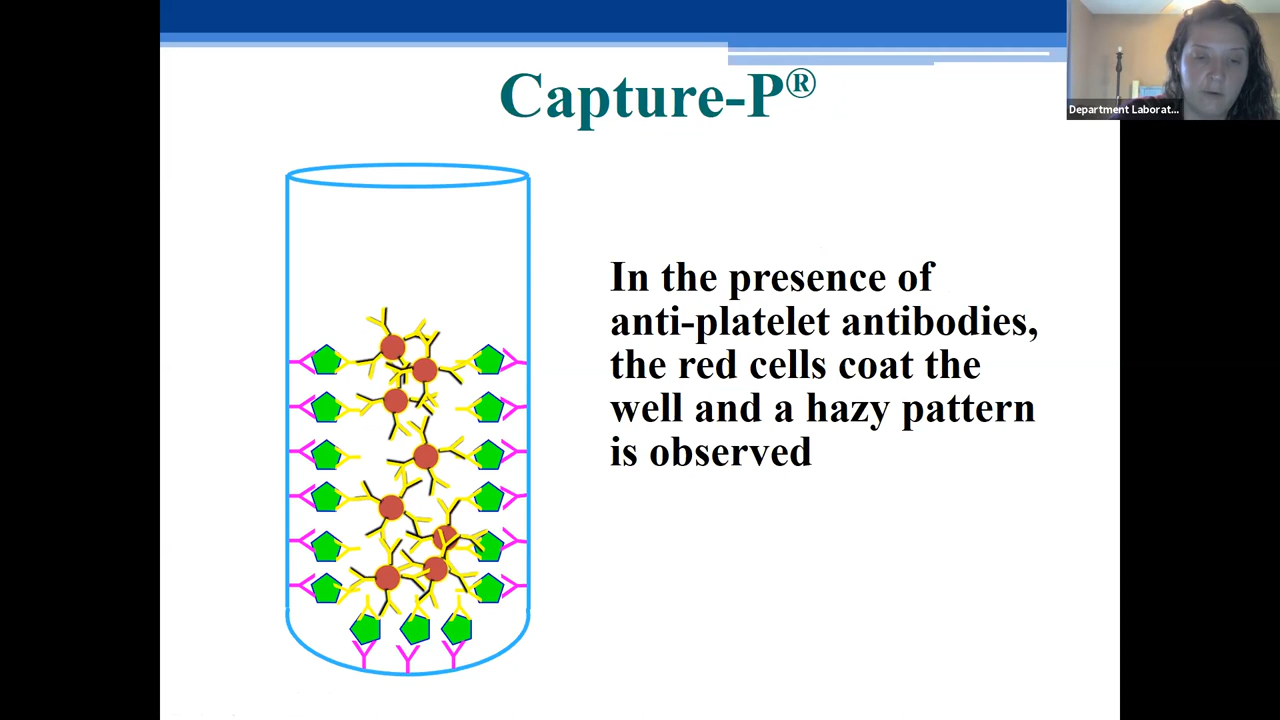 Capture-P®
Department Laborat...
In the presence of
anti-platelet antibodies,
the red cells coat the
well and a hazy pattern
is observed